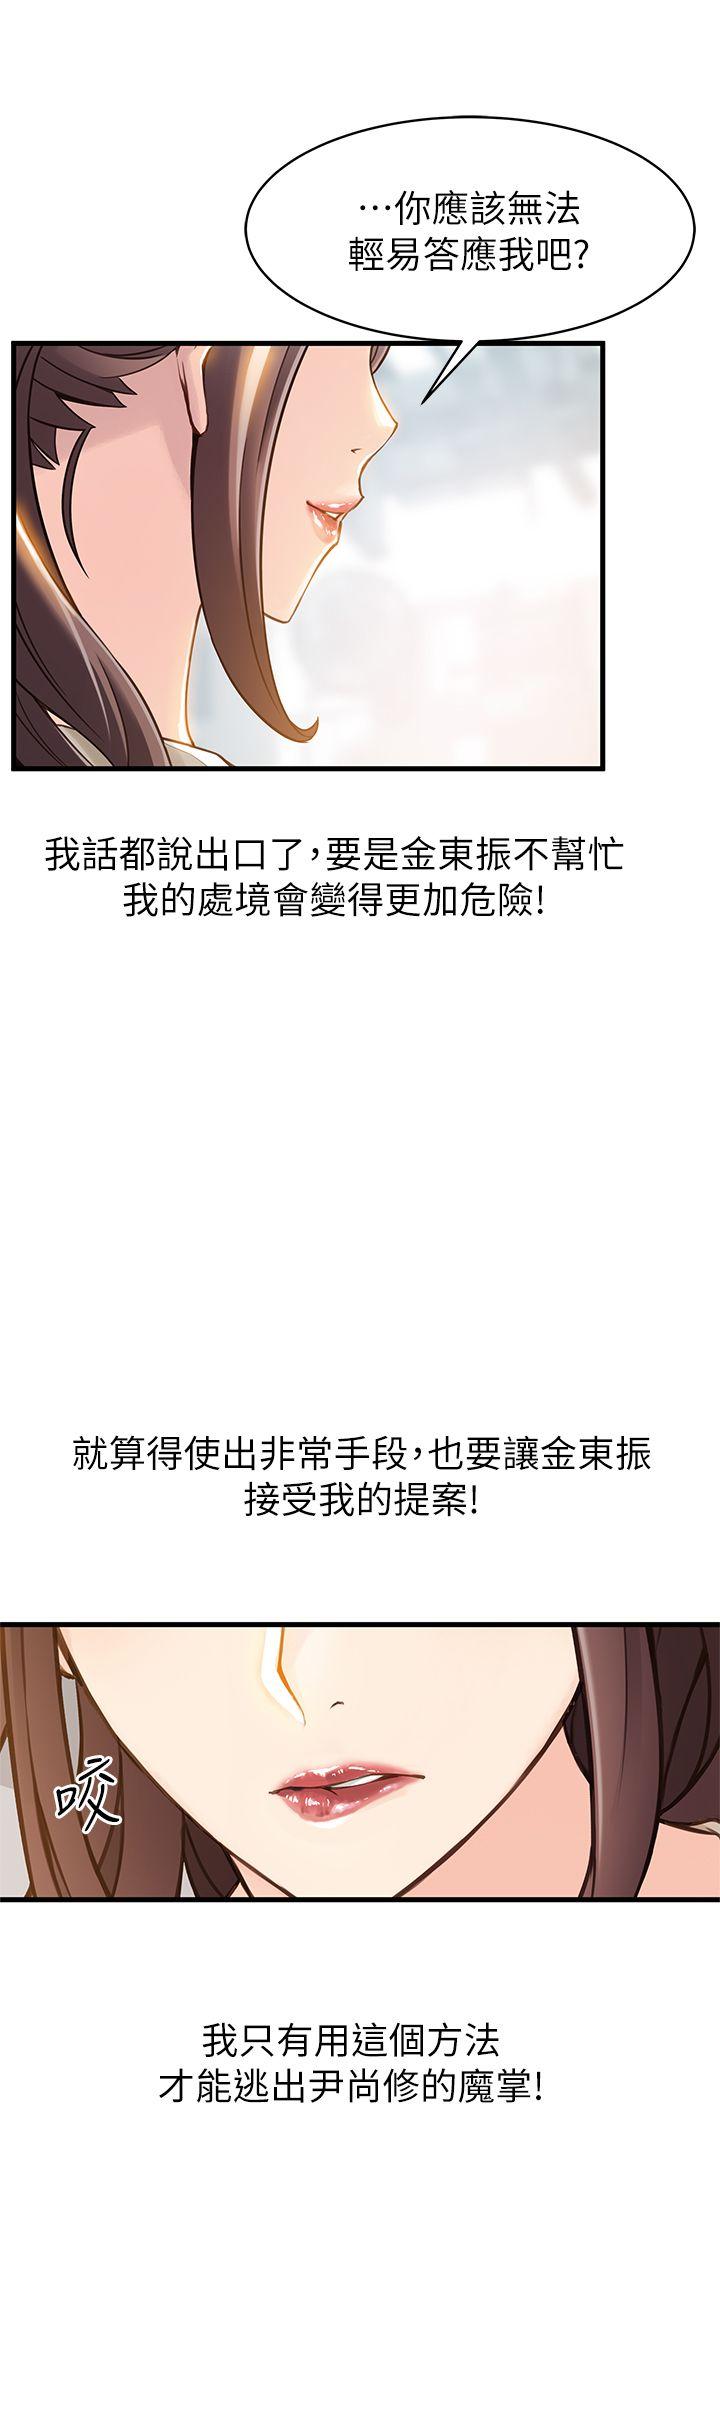 …你應該無法
輕易答應我吧?
我話都說出口了,要是金東振不幫忙
我的處境會變得更加危險!
就算得使出非常手段,也要讓金東振
接受我的提案!
咬
我只有用這個方法
才能逃出尹尚修的魔掌!